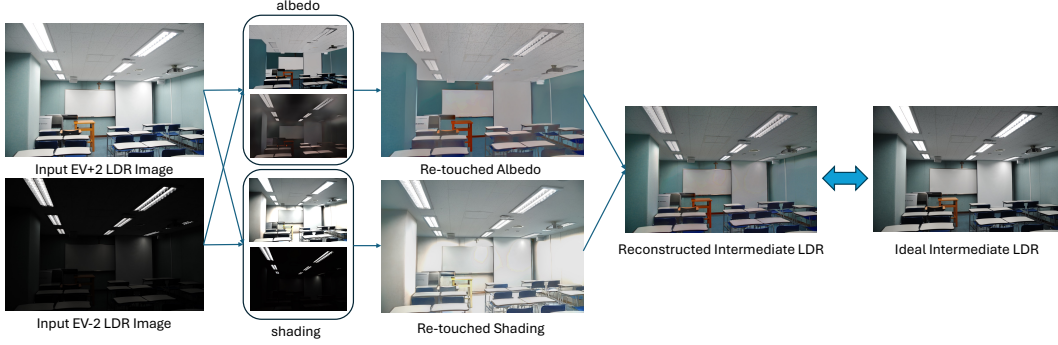 albedo
Input EV+2 LDR Image
Re-touched Albedo
Reconstructed Intermediate LDR
Ideal Intermediate LDR
Input EV-2 LDR Image
shading
Re-touched Shading